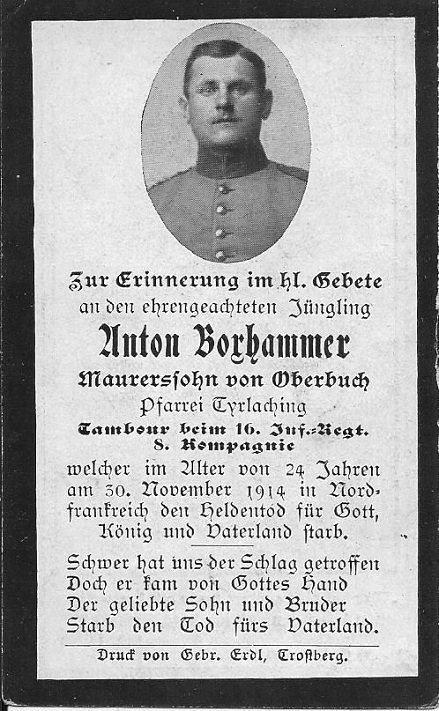 Zur Erinnerung im hl. Gebete
an den ehrengeachteten Jüngling
Anton Boxhammer
Maurerssohn von Oberbuch
Pfarrei Tyrlaching
Tambour beim 16. Inf.-Regt.
8. Kompagnie
welcher im Alter von 24 Jahren
am 30. November 1914 in Nord-
frankreich den Heldentod für Gott,
König und Vaterland starb.
Schwer hat uns der Schlag getroffen
Doch er kam von Gottes Hand
Der geliebte Sohn und Bruder
Starb den Tod fürs Vaterland.
Druck von Gebr. Erdl, Trostberg.